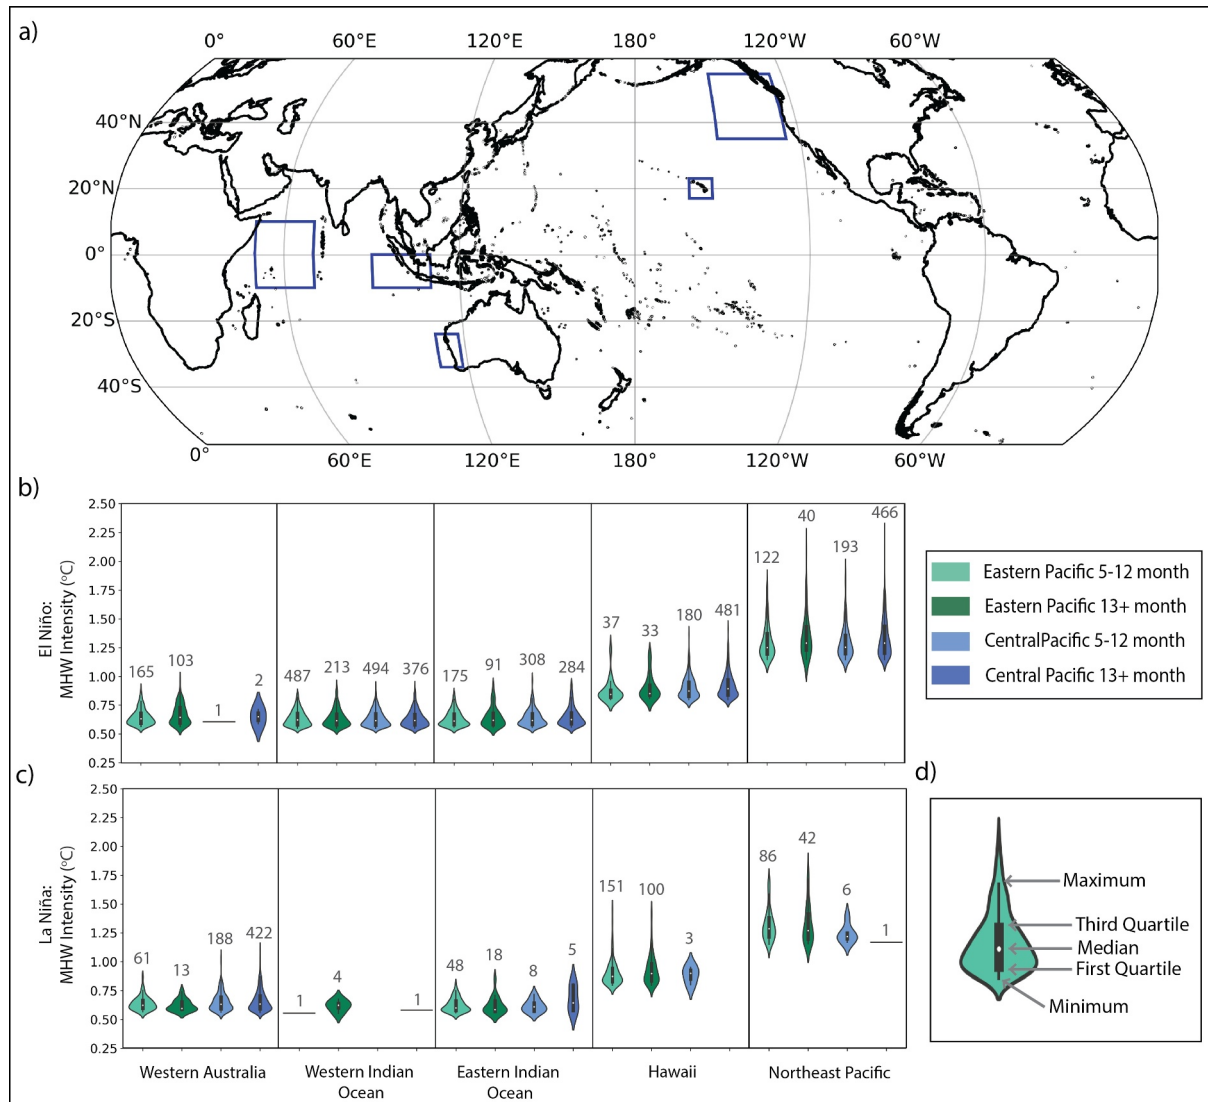 a)
0° 60°E 120°E 180° 120°W 60°W
40°N
20°N
0°
20°S
40°S
0° 60°E 120°E 180° 120°W 60°W
b)
El Niño:
MHW Intensity (°C)
2.50
2.25
2.00
1.75
1.50
1.25
1.00
0.75
0.50
0.25
165 103 1 2
487 213 494 376
175 91 308 284
37 33 180 481
122 40 193 466
Eastern Pacific 5-12 month
Eastern Pacific 13+ month
CentralPacific 5-12 month
Central Pacific 13+ month
c)
La Niña:
MHW Intensity (°C)
2.50
2.25
2.00
1.75
1.50
1.25
1.00
0.75
0.50
0.25
61 13 188 422
1 4 1
48 18 8 5
151 100 3
86 42 6 1
Western Australia
Western Indian
Ocean
Eastern Indian
Ocean
Hawaii
Northeast Pacific
d)
Maximum
Third Quartile
Median
First Quartile
Minimum